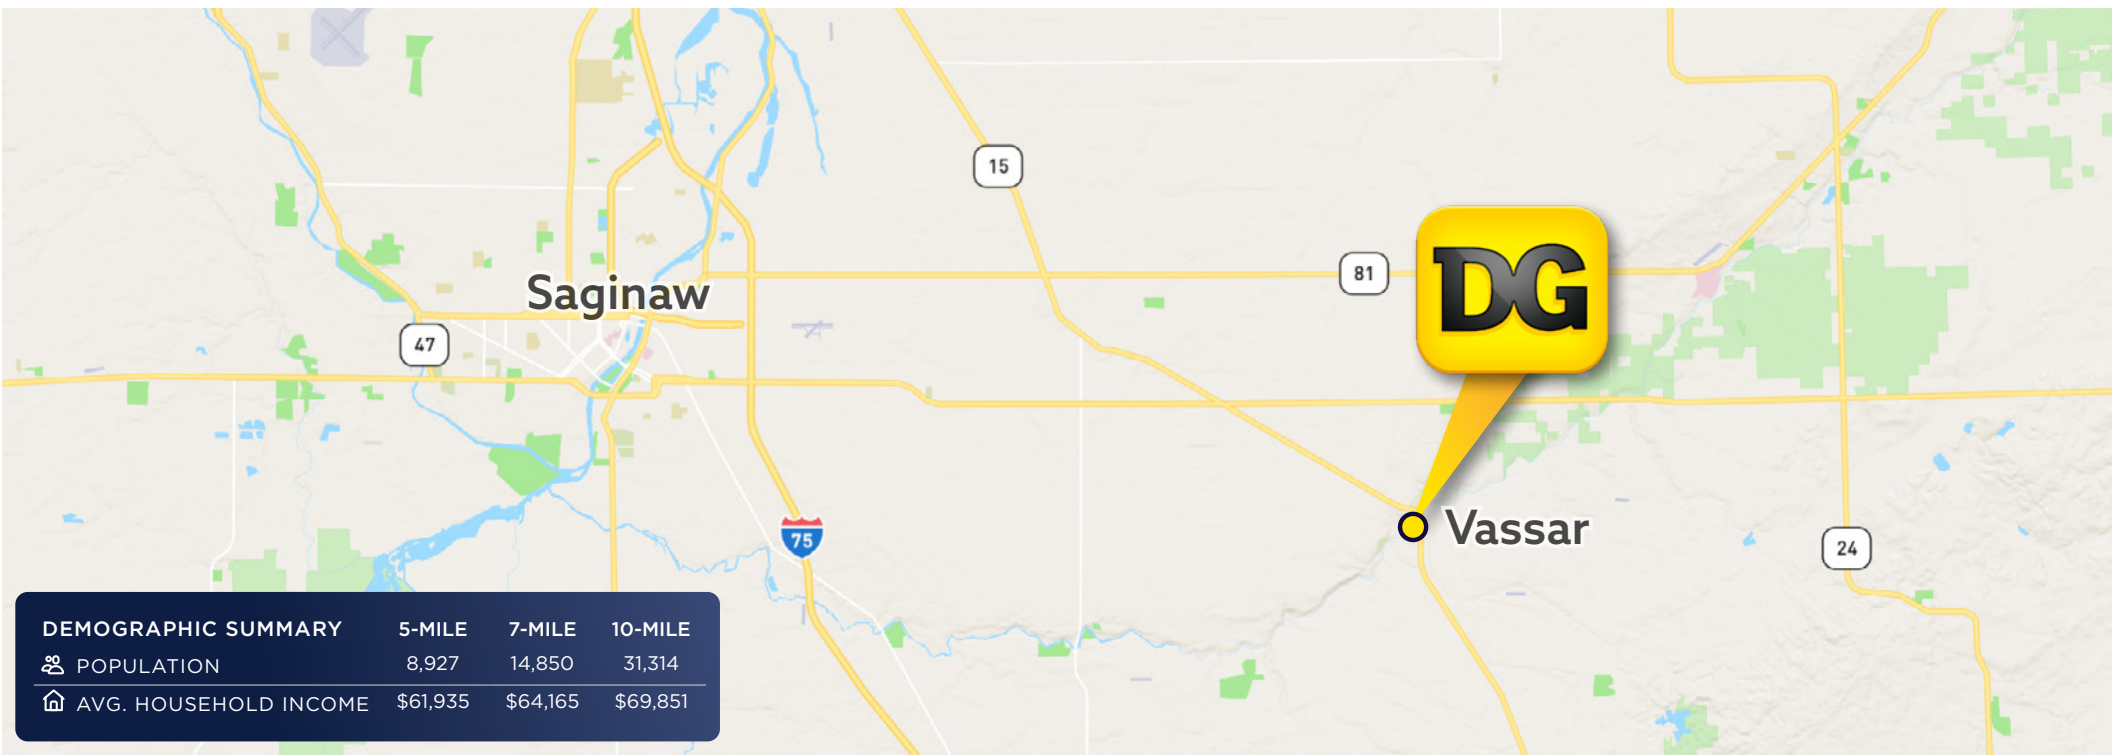 15
81
DG
Saginaw
47
Vassar
75
24
DEMOGRAPHIC SUMMARY 5-MILE 7-MILE 10-MILE
POPULATION 8,927 14,850 31,314
AVG. HOUSEHOLD INCOME $61,935 $64,165 $69,851